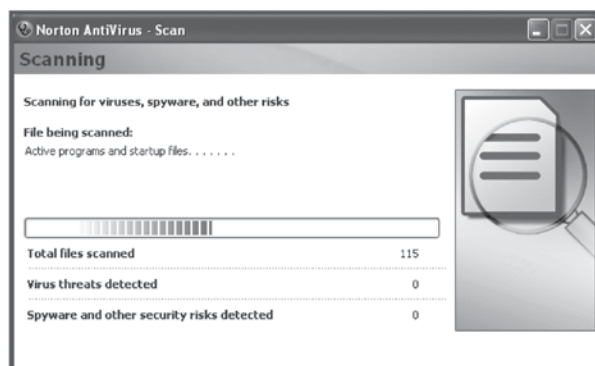 Norton AntiVirus - Scan
Scanning
Scanning for viruses, spyware, and other risks
File being scanned:
Active programs and startup files. . . . . . .
Total files scanned 115
Virus threats detected 0
Spyware and other security risks detected 0